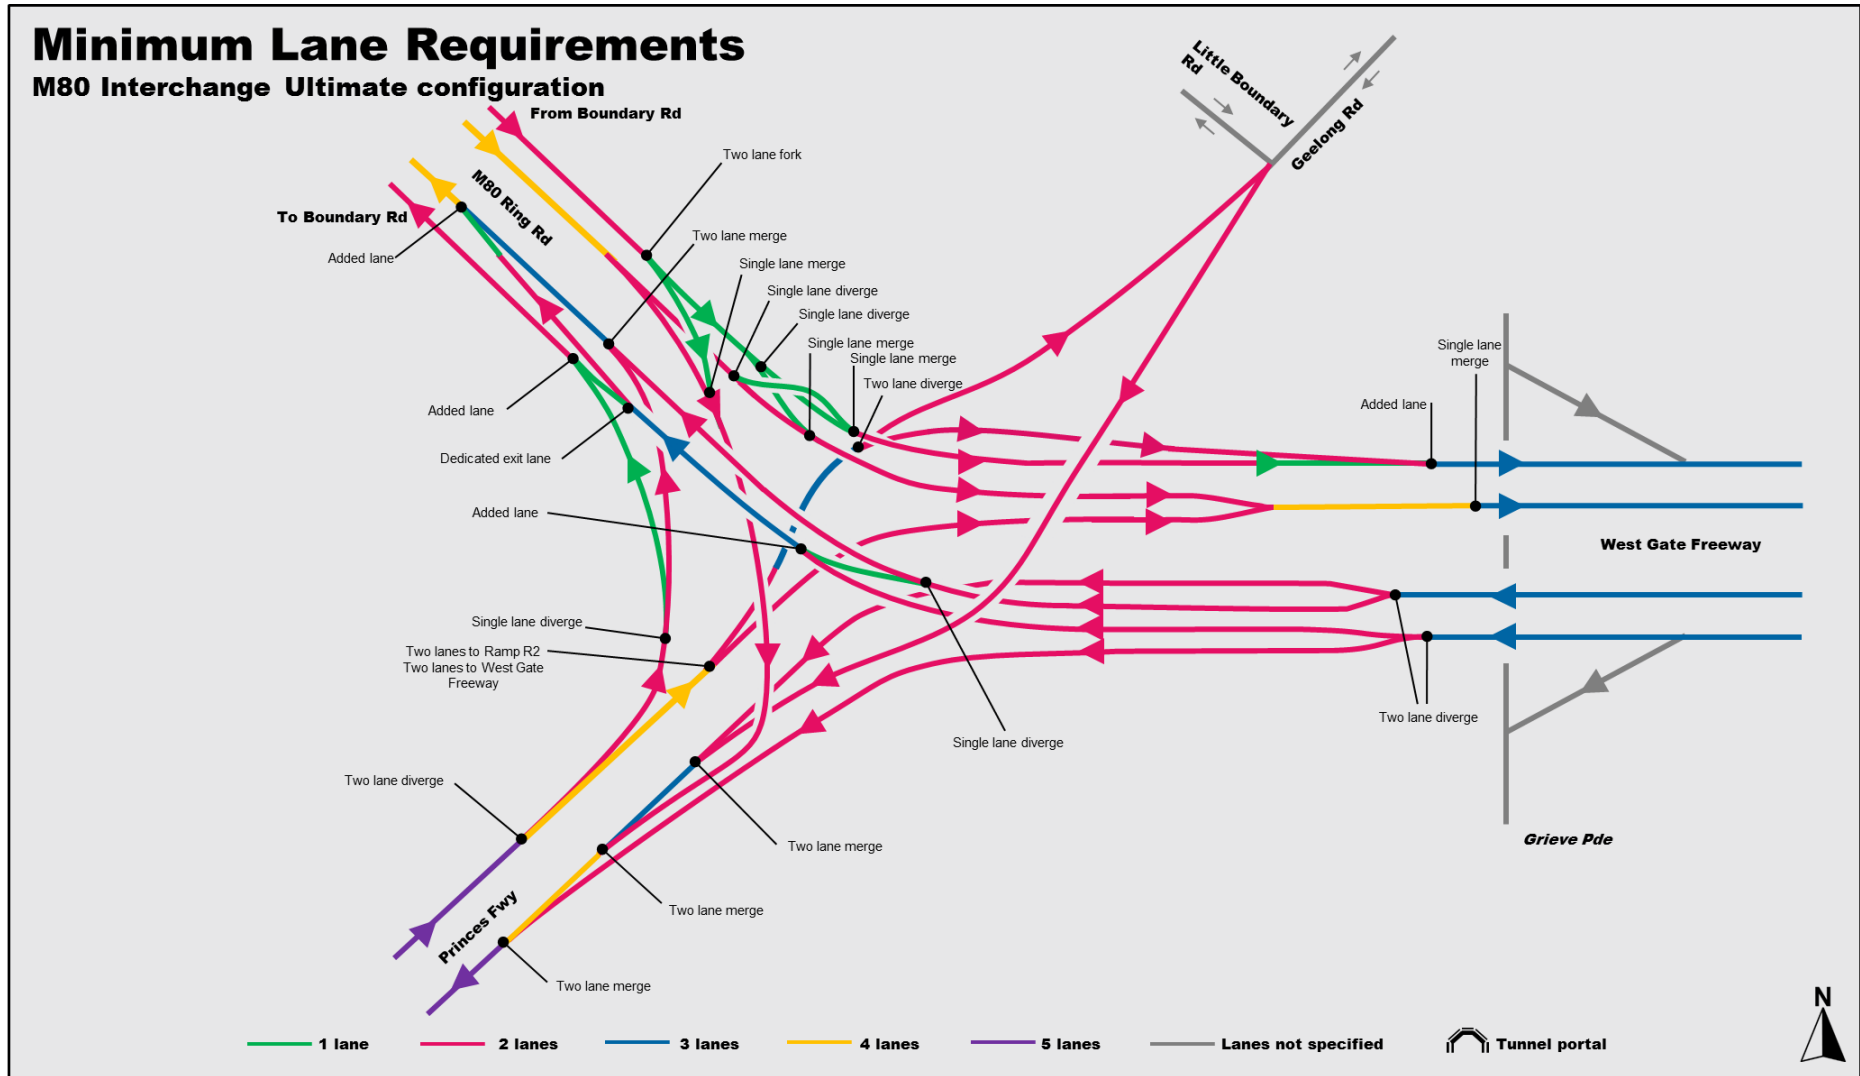 Minimum Lane Requirements
M80 Interchange Ultimate configuration
From Boundary Rd
Little Boundary
Rd
Geelong Rd
Two lane fork
M80 Ring Rd
To Boundary Rd
Added lane
Two lane merge
Single lane merge
Single lane diverge
Single lane diverge
Single lane merge
Single lane merge
Two lane diverge
Single lane
merge
Added lane
Added lane
Dedicated exit lane
Added lane
West Gate Freeway
Single lane diverge
Two lanes to Ramp R2
Two lanes to West Gate
Freeway
Two lane diverge
Single lane diverge
Two lane diverge
Two lane merge
Grieve Pde
Two lane merge
Princes Fwy
Two lane merge
N
1 lane
2 lanes
3 lanes
4 lanes
5 lanes
Lanes not specified
Tunnel portal